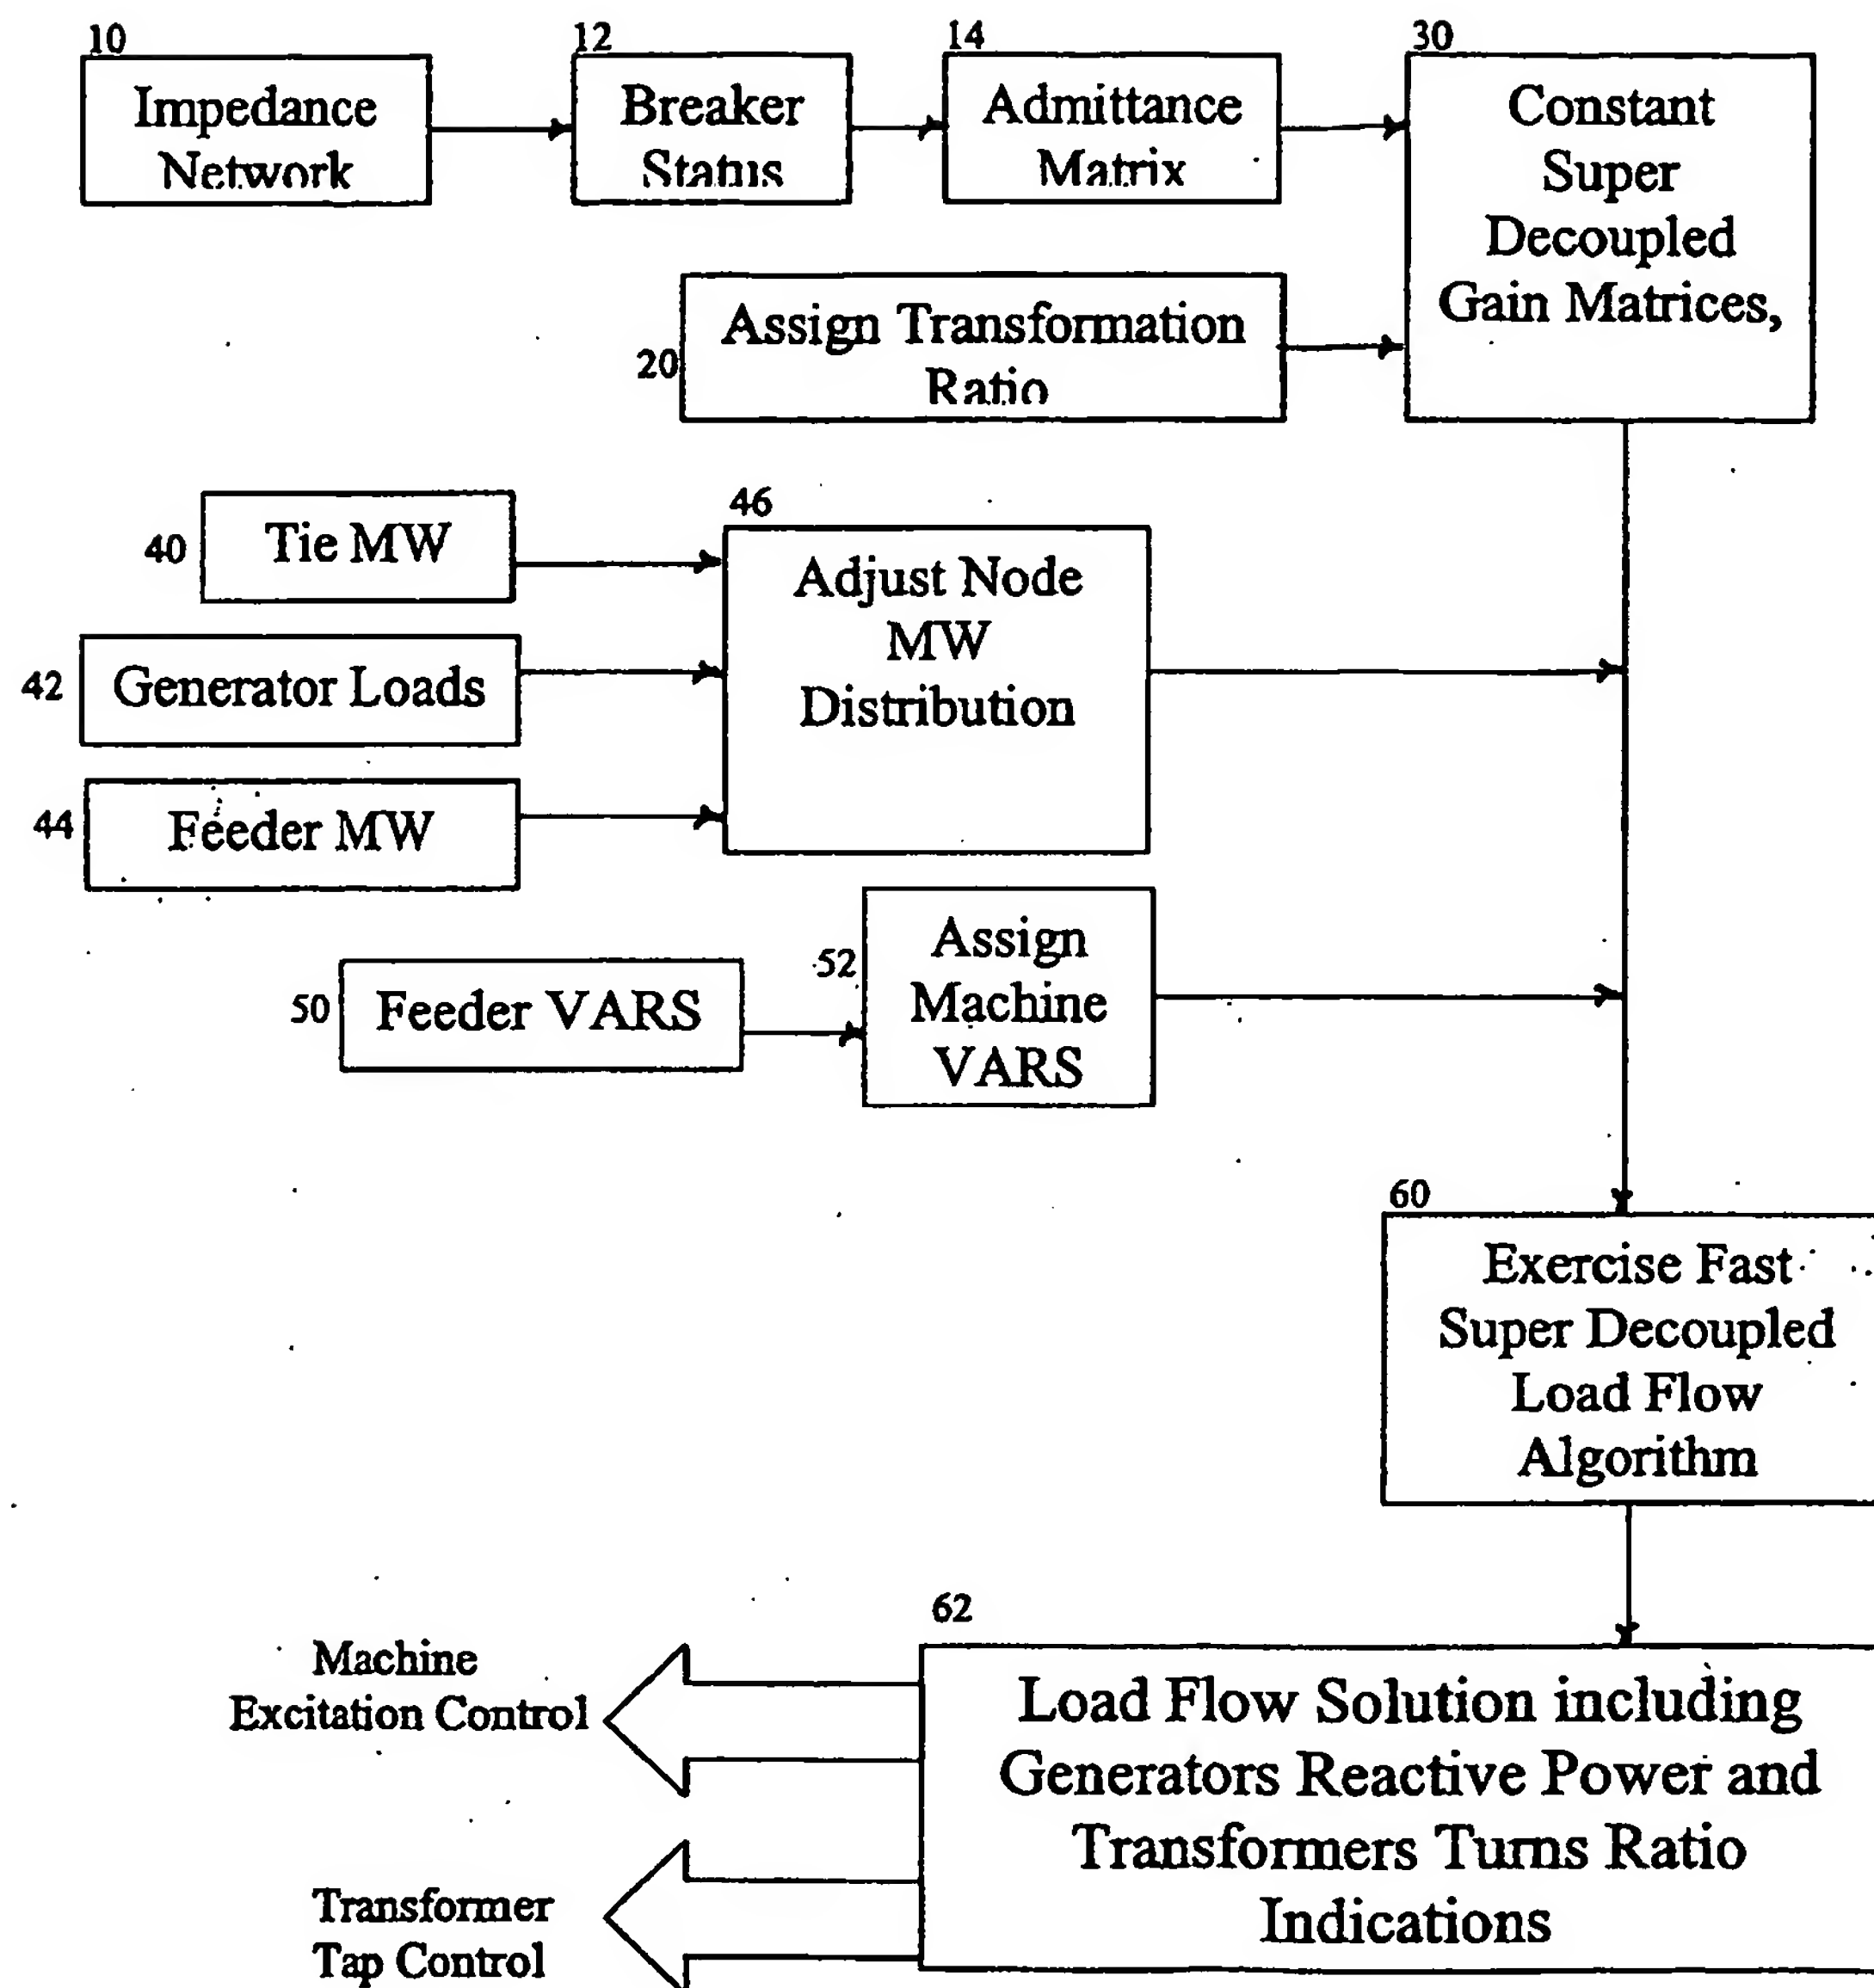 10
Impedance
Network
12
Breaker
Status
14
Admittance
Matrix
30
Constant
Super
Decoupled
Gain Matrices,
20
Assign Transformation
Ratio
40
Tie MW
42
Generator Loads
44
Feeder MW
46
Adjust Node
MW
Distribution
50
Feeder VARS
52
Assign
Machine
VARS
60
Exercise Fast
Super Decoupled
Load Flow
Algorithm
62
Load Flow Solution including
Generators Reactive Power and
Transformers Turns Ratio
Indications
Machine
Excitation Control
Transformer
Tap Control